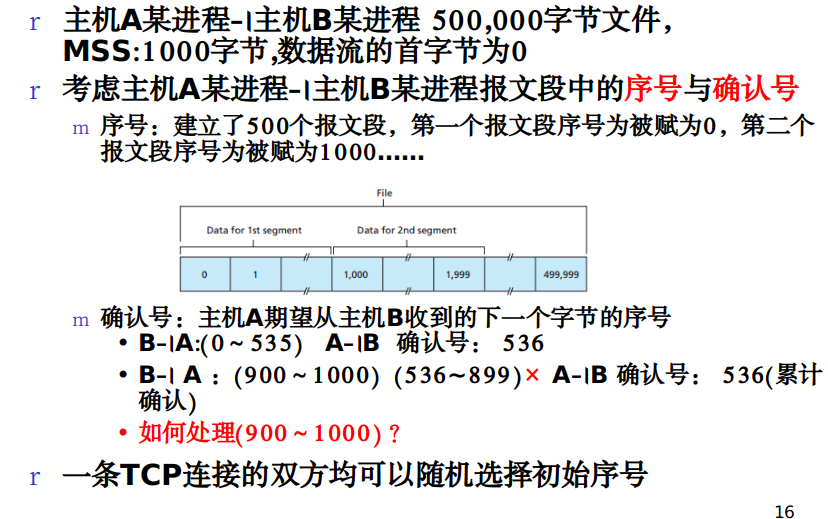 r 主机A某进程–ǀ主机B某进程 500,000字节文件，
MSS:1000字节,数据流的首字节为0
r 考虑主机A某进程–ǀ主机B某进程报文段中的序号与确认号
m 序号：建立了500个报文段，第一个报文段序号为被赋为0，第二个
报文段序号为被赋为1000……
File
Data for 1st segment Data for 2nd segment
0 1 1,000 1,999 499,999
m 确认号：主机A期望从主机B收到的下一个字节的序号
• B–ǀA:(0～535) A–ǀB 确认号： 536
• B–ǀ A ：(900～1000) (536~899)× A–ǀB 确认号： 536(累计
确认)
• 如何处理(900～1000)？
r 一条TCP连接的双方均可以随机选择初始序号
16